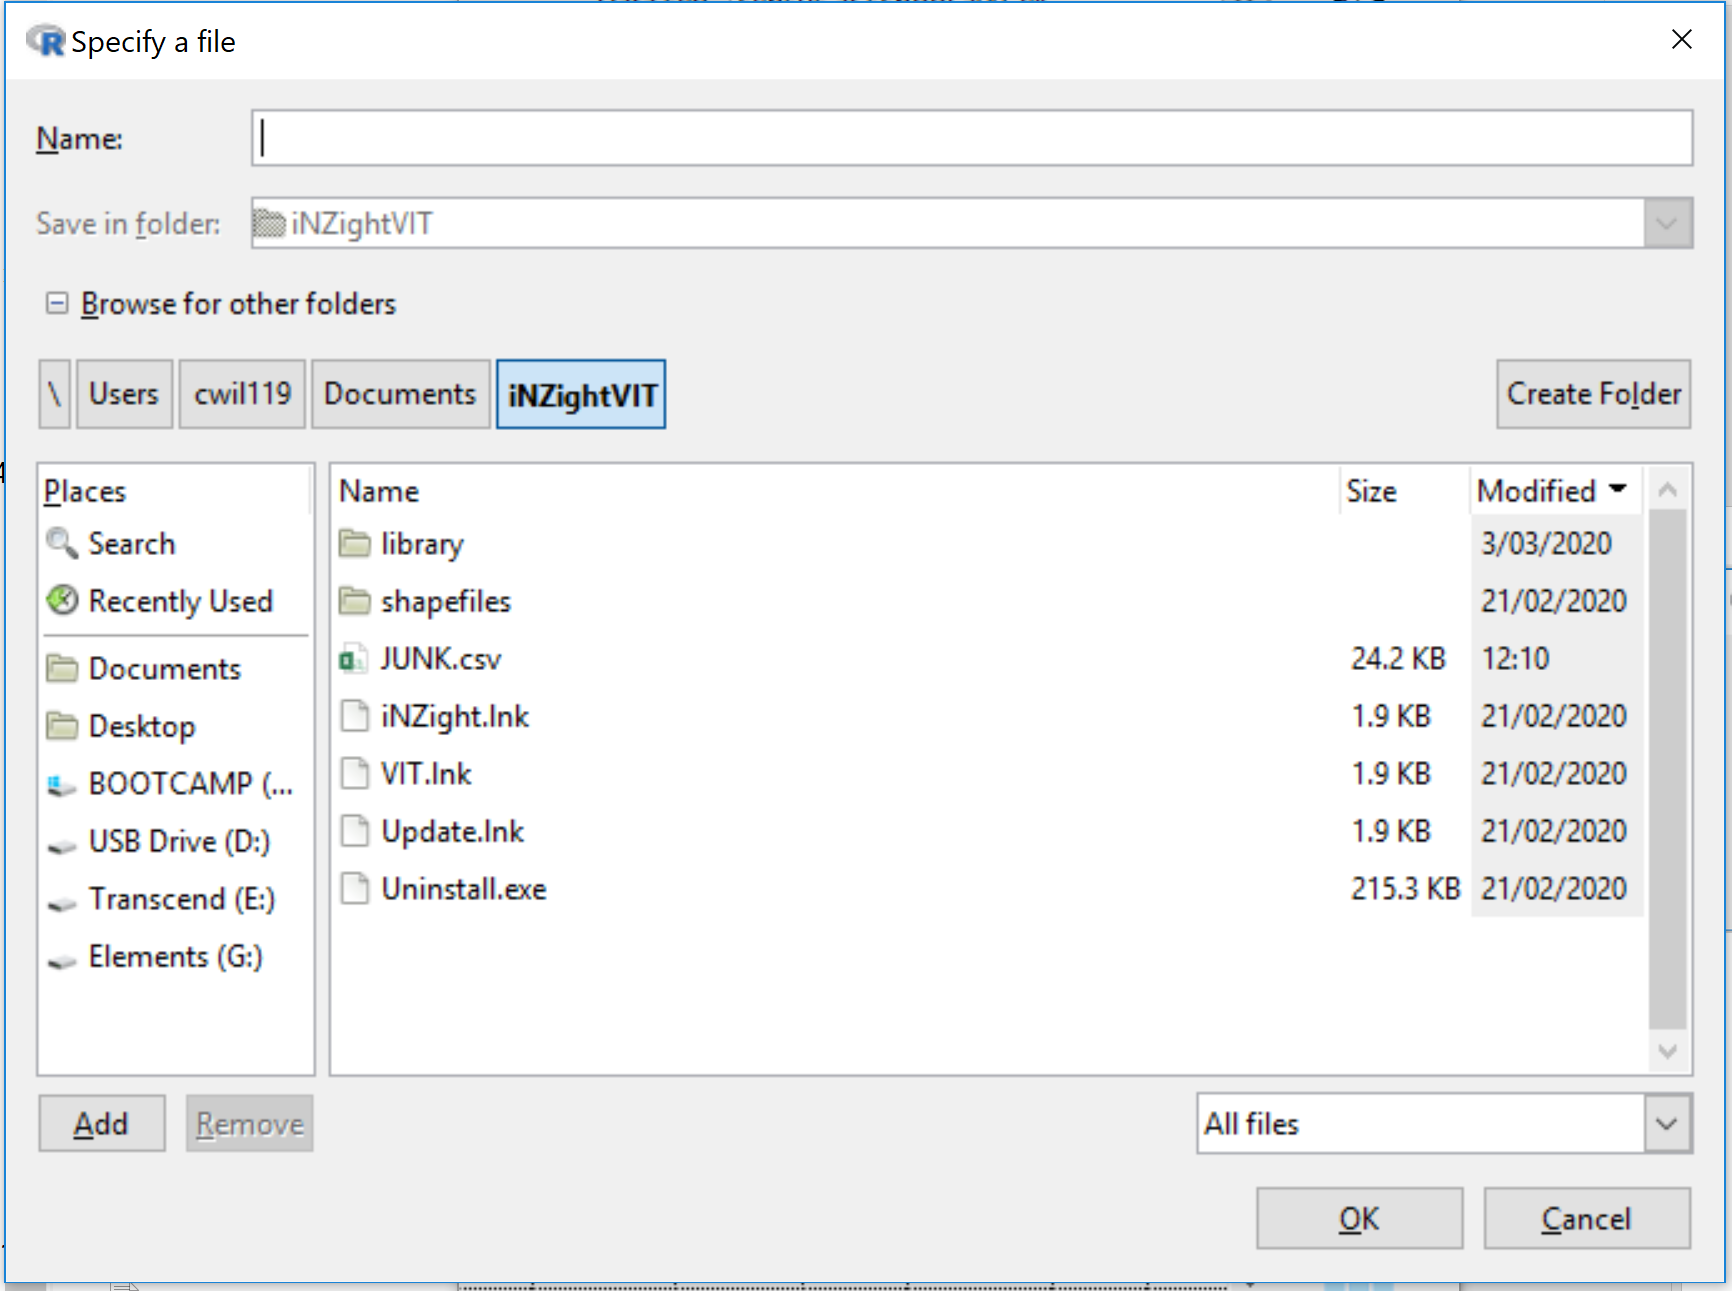 Specify a file
Name:
Save in folder: iNZightVIT
Browse for other folders
\ Users cwil119 Documents iNZightVIT Create Folder
Places
Search
Recently Used
Documents
Desktop
BOOTCAMP (...
USB Drive (D:)
Transcend (E:)
Elements (G:)
Name Size Modified
library 3/03/2020
shapefiles 21/02/2020
JUNK.csv 24.2 KB 12:10
iNZight.lnk 1.9 KB 21/02/2020
VIT.lnk 1.9 KB 21/02/2020
Update.lnk 1.9 KB 21/02/2020
Uninstall.exe 215.3 KB 21/02/2020
Add Remove All files
OK Cancel